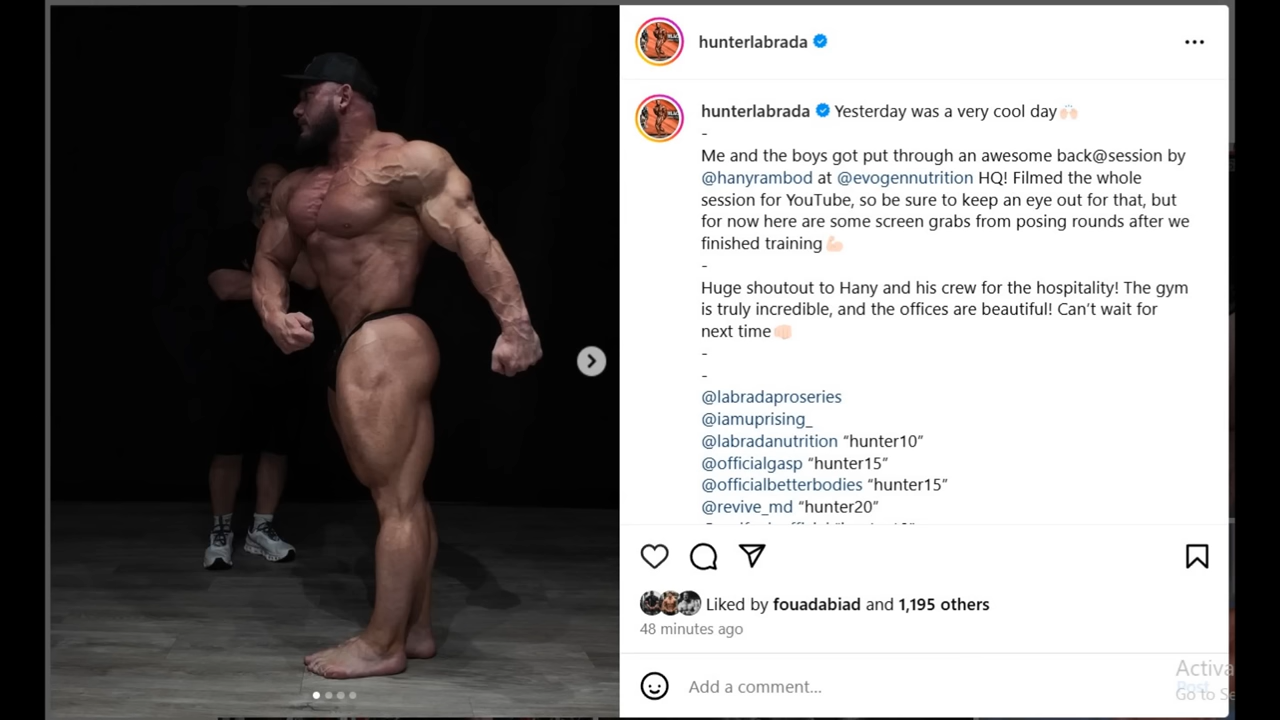 hunterlabrada
hunterlabrada Yesterday was a very cool day🙌🏻
-
Me and the boys got put through an awesome back@session by
@hanyrambod at @evogennutrition HQ! Filmed the whole
session for YouTube, so be sure to keep an eye out for that, but
for now here are some screen grabs from posing rounds after we
finished training💪🏻
-
Huge shoutout to Hany and his crew for the hospitality! The gym
is truly incredible, and the offices are beautiful! Can’t wait for
next time👊🏻
-
-
@labradaproseries
@iamuprising_
@labradanutrition “hunter10”
@officialgasp “hunter15”
@officialbetterbodies “hunter15”
@revive_md “hunter20”
Liked by fouadabiad and 1,195 others
48 minutes ago
Add a comment...
Post
Activa
Go to Se